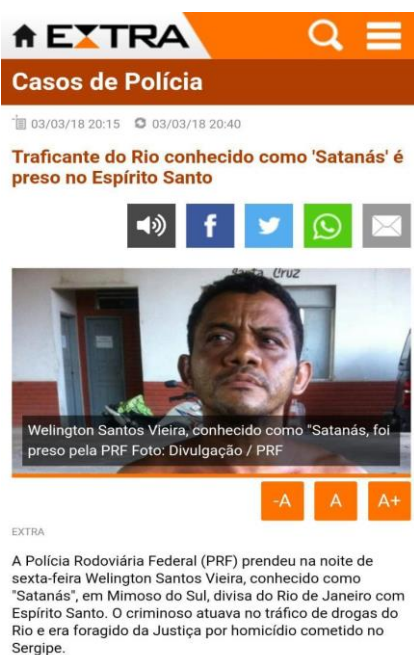 EXTRA
Casos de Polícia
03/03/18 20:15 03/03/18 20:40
Traficante do Rio conhecido como 'Satanás' é
preso no Espírito Santo
Santa Cruz
Welington Santos Vieira, conhecido como "Satanás, foi
preso pela PRF Foto: Divulgação / PRF
-A A A+
EXTRA
A Polícia Rodoviária Federal (PRF) prendeu na noite de
sexta-feira Welington Santos Vieira, conhecido como
"Satanás", em Mimoso do Sul, divisa do Rio de Janeiro com
Espírito Santo. O criminoso atuava no tráfico de drogas do
Rio e era foragido da Justiça por homicídio cometido no
Sergipe.